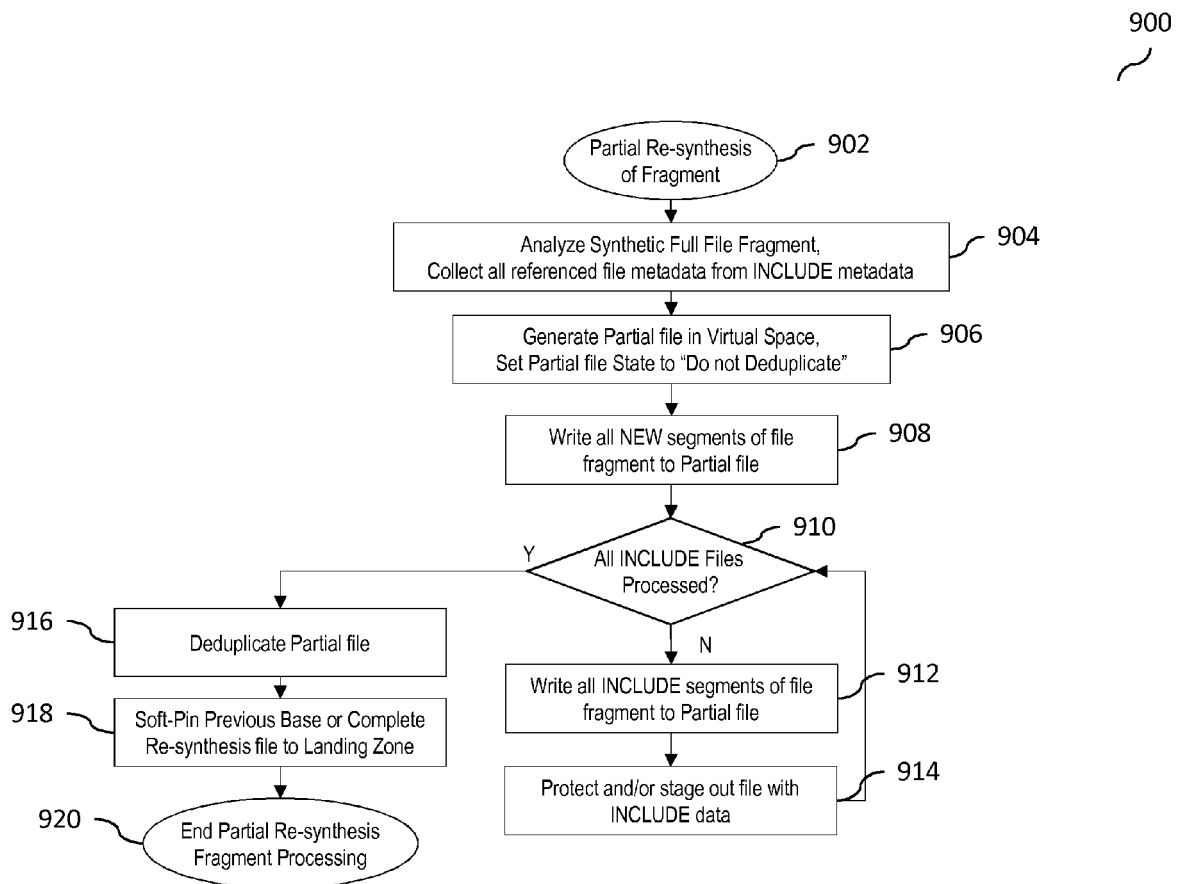 900
Partial Re-synthesis
of Fragment
902
Analyze Synthetic Full File Fragment,
Collect all referenced file metadata from INCLUDE metadata
904
Generate Partial file in Virtual Space,
Set Partial file State to “Do not Deduplicate”
906
Write all NEW segments of file
fragment to Partial file
908
910
All INCLUDE Files
Processed?
Y
N
916
Deduplicate Partial file
Write all INCLUDE segments of file
fragment to Partial file
912
918
Soft-Pin Previous Base or Complete
Re-synthesis file to Landing Zone
Protect and/or stage out file with
INCLUDE data
914
920
End Partial Re-synthesis
Fragment Processing